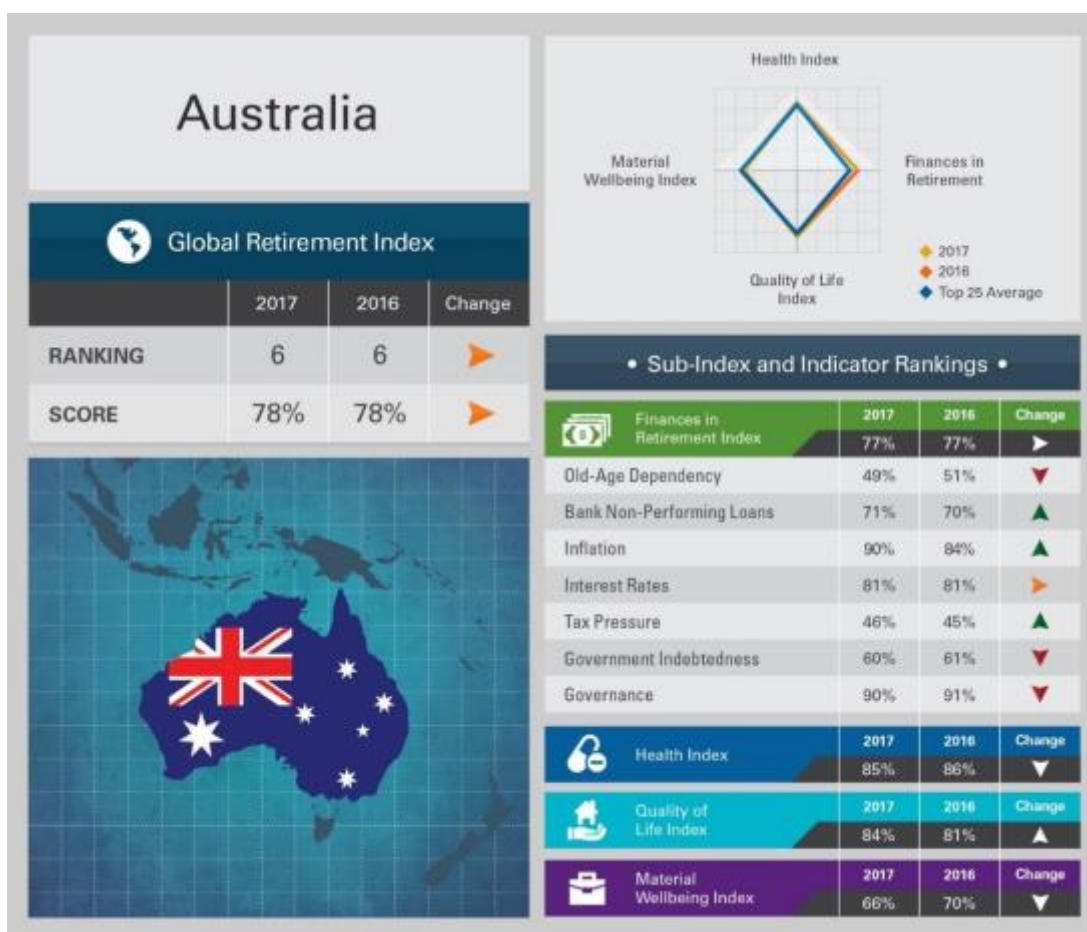 Australia
Global Retirement Index
2017 2016 Change
RANKING 6 6
SCORE 78% 78%
Health Index
Material
Wellbeing Index
Finances in
Retirement
Quality of Life
Index
2017
2016
Top 25 Average
• Sub-Index and Indicator Rankings •
Finances in
Retirement Index
2017 2016 Change
77% 77%
Old-Age Dependency 49% 51%
Bank Non-Performing Loans 71% 70%
Inflation 90% 84%
Interest Rates 81% 81%
Tax Pressure 46% 45%
Government Indebtedness 60% 61%
Governance 90% 91%
Health Index
2017 2016 Change
85% 86%
Quality of
Life Index
2017 2016 Change
84% 81%
Material
Wellbeing Index
2017 2016 Change
66% 70%